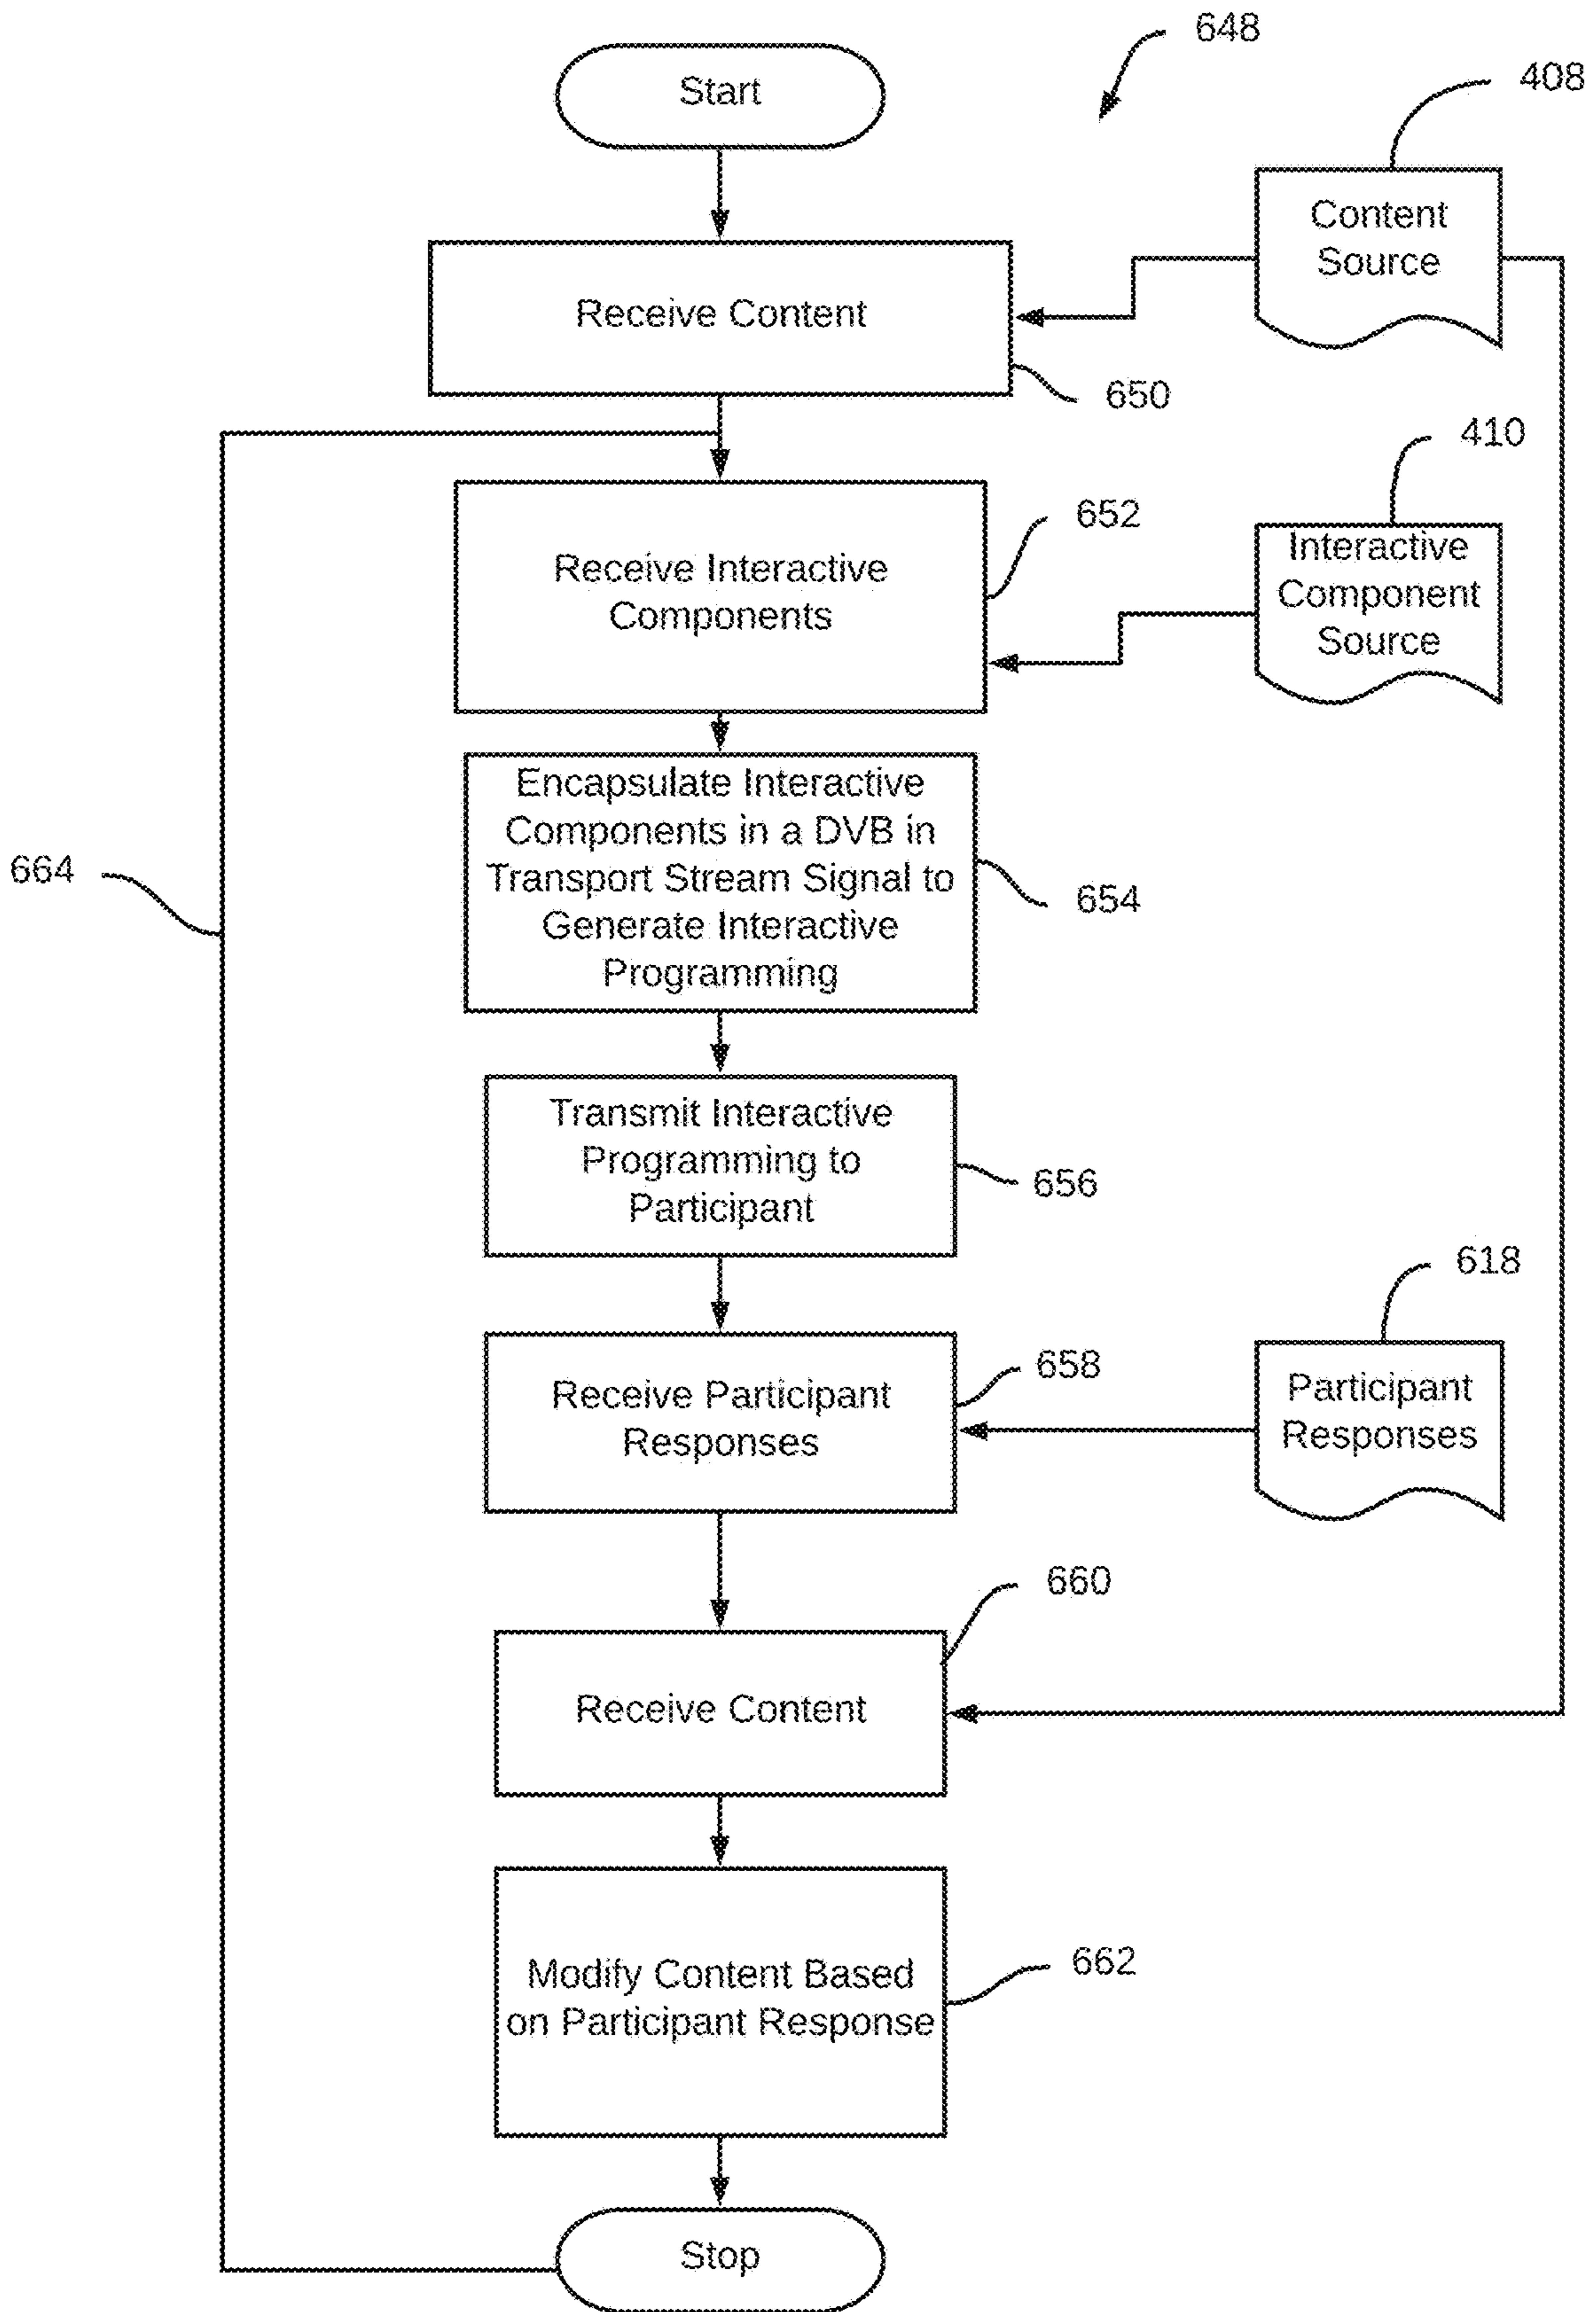 648
Start
408
Content
Source
Receive Content
650
410
652
Interactive
Component
Source
Receive Interactive
Components
Encapsulate Interactive
Components in a DVB in
Transport Stream Signal to
Generate Interactive
Programming
664
654
Transmit Interactive
Programming to
Participant
656
618
658
Participant
Responses
Receive Participant
Responses
660
Receive Content
Modify Content Based
on Participant Response
662
Stop